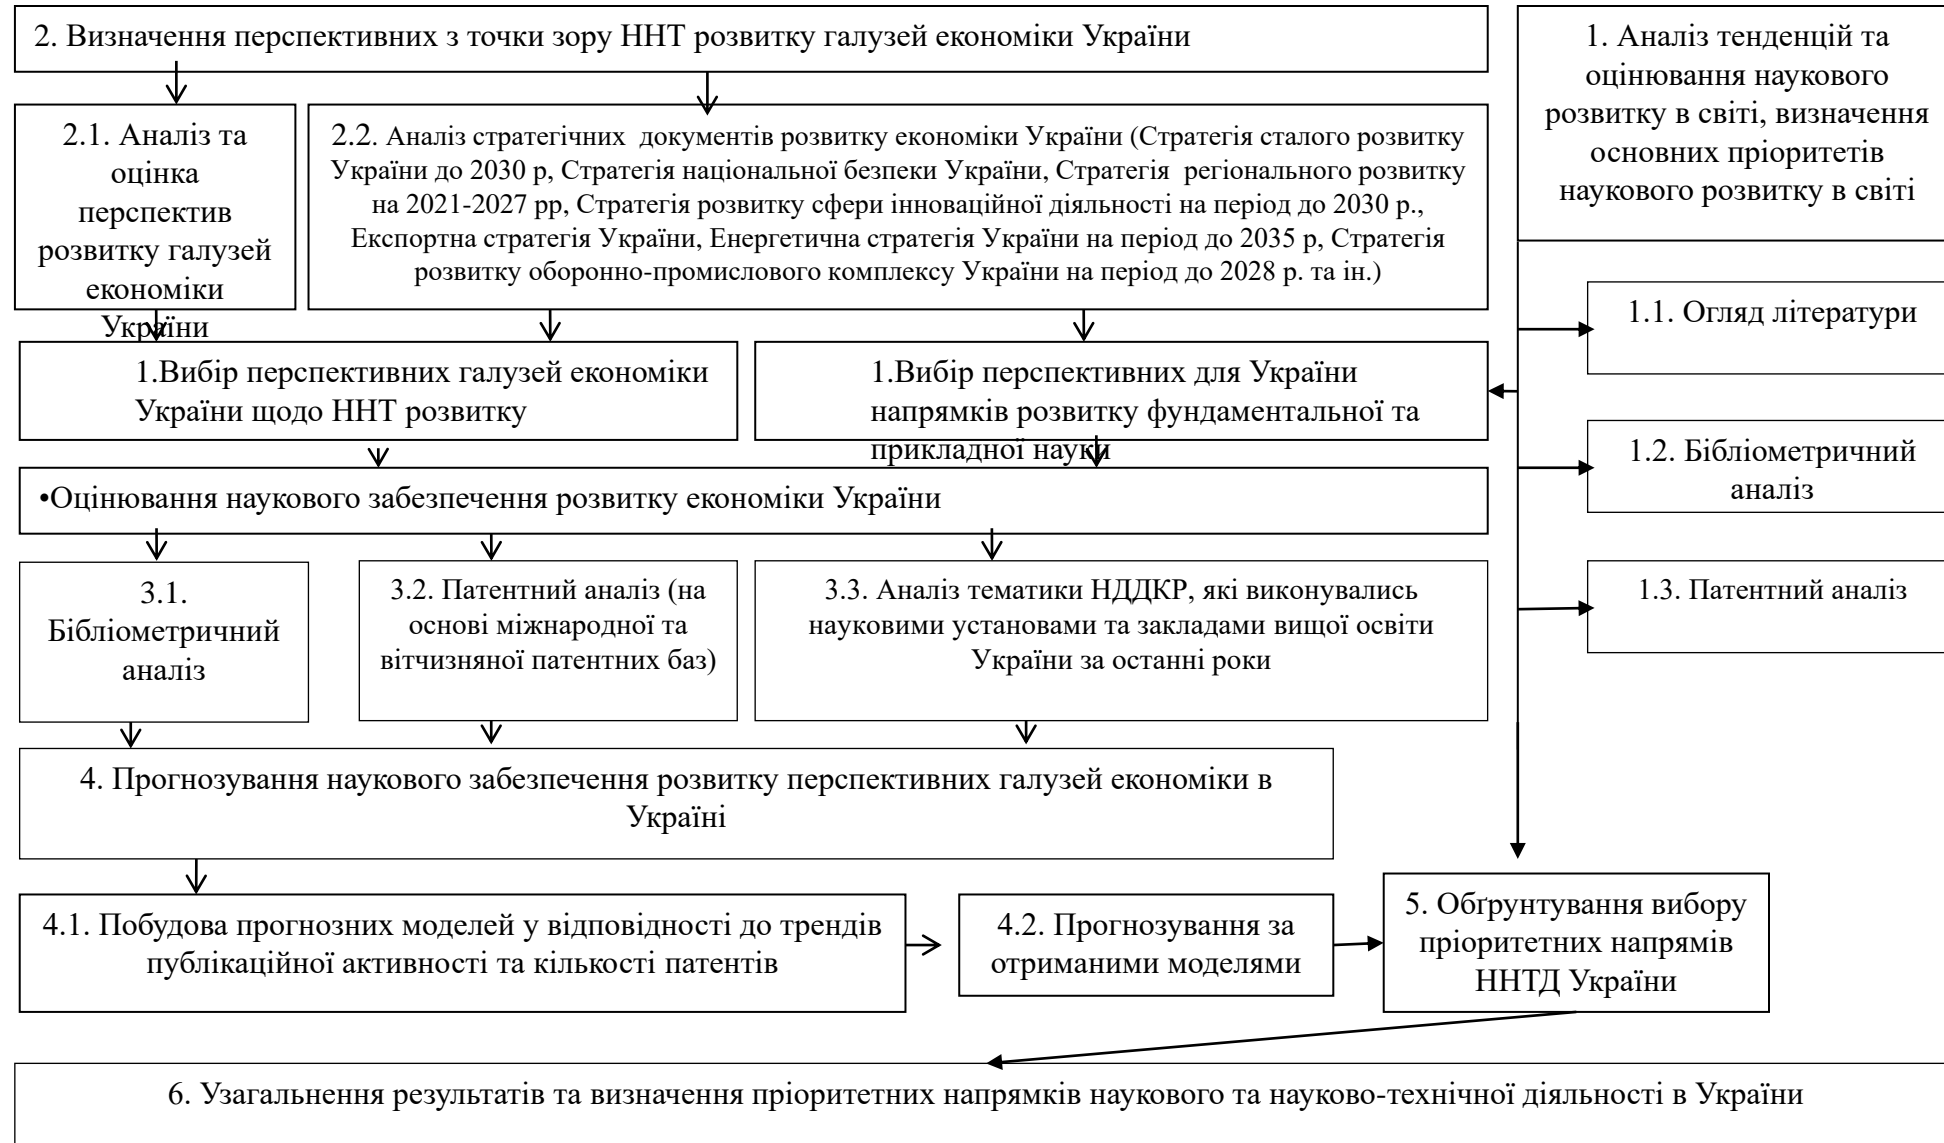 2. Визначення перспективних з точки зору ННТ розвитку галузей економіки України
1. Аналіз тенденцій та
оцінювання наукового
розвитку в світі, визначення
основних пріоритетів
наукового розвитку в світі
2.1. Аналіз та
оцінка
перспектив
розвитку галузей
економіки
України
2.2. Аналіз стратегічних документів розвитку економіки України (Стратегія сталого розвитку
України до 2030 р, Стратегія національної безпеки України, Стратегія регіонального розвитку
на 2021-2027 рр, Стратегія розвитку сфери інноваційної діяльності на період до 2030 р.,
Експортна стратегія України, Енергетична стратегія України на період до 2035 р, Стратегія
розвитку оборонно-промислового комплексу України на період до 2028 р. та ін.)
1.1. Огляд літератури
1.Вибір перспективних галузей економіки
України щодо ННТ розвитку
1.Вибір перспективних для України
напрямків розвитку фундаментальної та
прикладної науки
1.2. Бібліометричний
аналіз
•Оцінювання наукового забезпечення розвитку економіки України
3.1.
Бібліометричний
аналіз
3.2. Патентний аналіз (на
основі міжнародної та
вітчизняної патентних баз)
3.3. Аналіз тематики НДДКР, які виконувались
науковими установами та закладами вищої освіти
України за останні роки
1.3. Патентний аналіз
4. Прогнозування наукового забезпечення розвитку перспективних галузей економіки в
Україні
4.1. Побудова прогнозних моделей у відповідності до трендів
публікаційної активності та кількості патентів
4.2. Прогнозування за
отриманими моделями
5. Обґрунтування вибору
пріоритетних напрямів
ННТД України
6. Узагальнення результатів та визначення пріоритетних напрямків наукового та науково-технічної діяльності в України